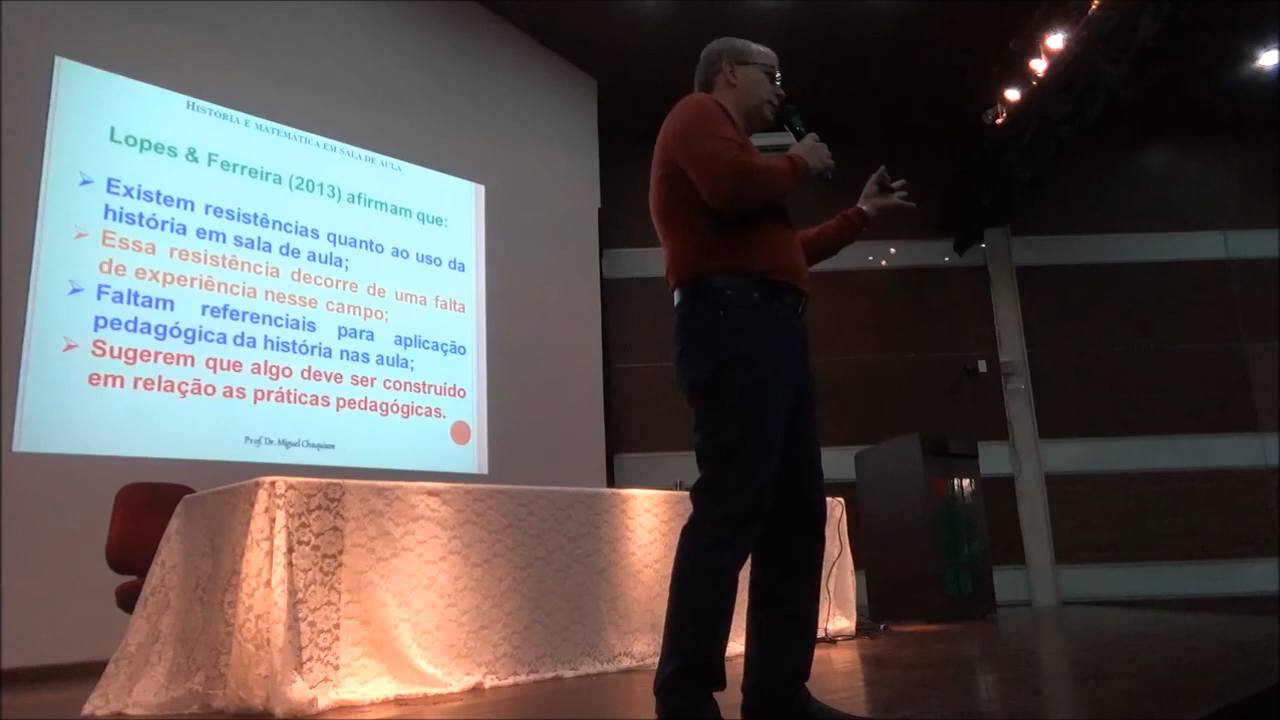 HISTÓRIA E MATEMÁTICA EM SALA DE AULA
Lopes & Ferreira (2013) afirmam que:
Existem resistências quanto ao uso da
história em sala de aula;
Essa resistência decorre de uma falta
de experiência nesse campo;
Faltam referenciais para aplicação
pedagógica da história nas aula;
Sugerem que algo deve ser construído
em relação as práticas pedagógicas.
Prof. Dr. Miguel Chaquiam